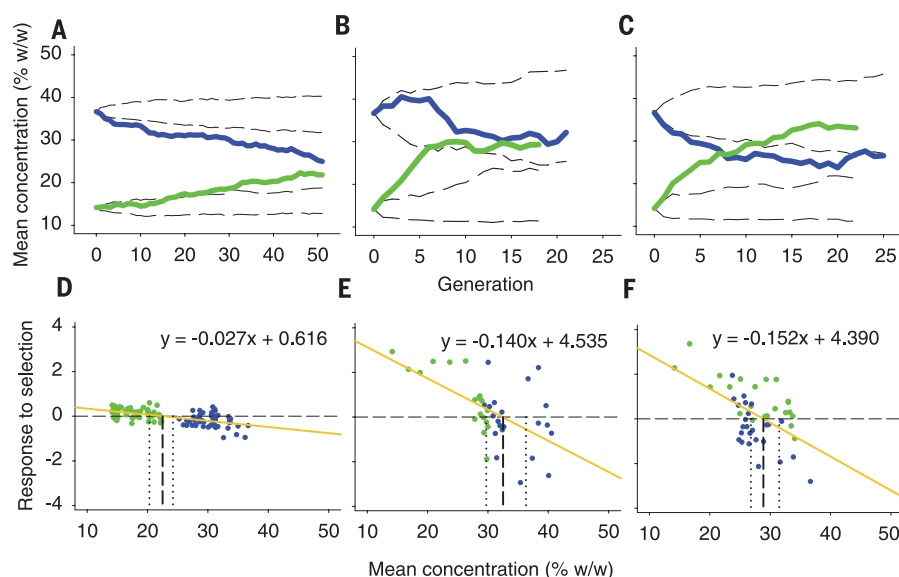 A
B
C
Mean concentration (% w/w)
50
40
30
20
10
0 10 20 30 40 50
0 5 10 15 20 25
0 5 10 15 20 25
Generation
D
E
F
Response to selection
4
2
0
-2
-4
y = -0.027x + 0.616
y = -0.140x + 4.535
y = -0.152x + 4.390
10 20 30 40 50
10 20 30 40 50
10 20 30 40 50
Mean concentration (% w/w)